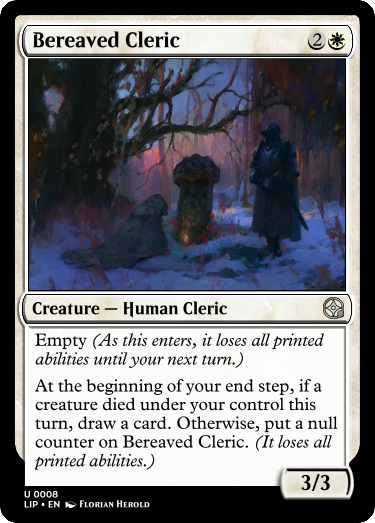 Bereaved Cleric 2
Creature — Human Cleric
Empty (As this enters, it loses all printed
abilities until your next turn.)
At the beginning of your end step, if a
creature died under your control this
turn, draw a card. Otherwise, put a null
counter on Bereaved Cleric. (It loses all
printed abilities.)
3/3
U 0008
LIP • EN Florian Herold